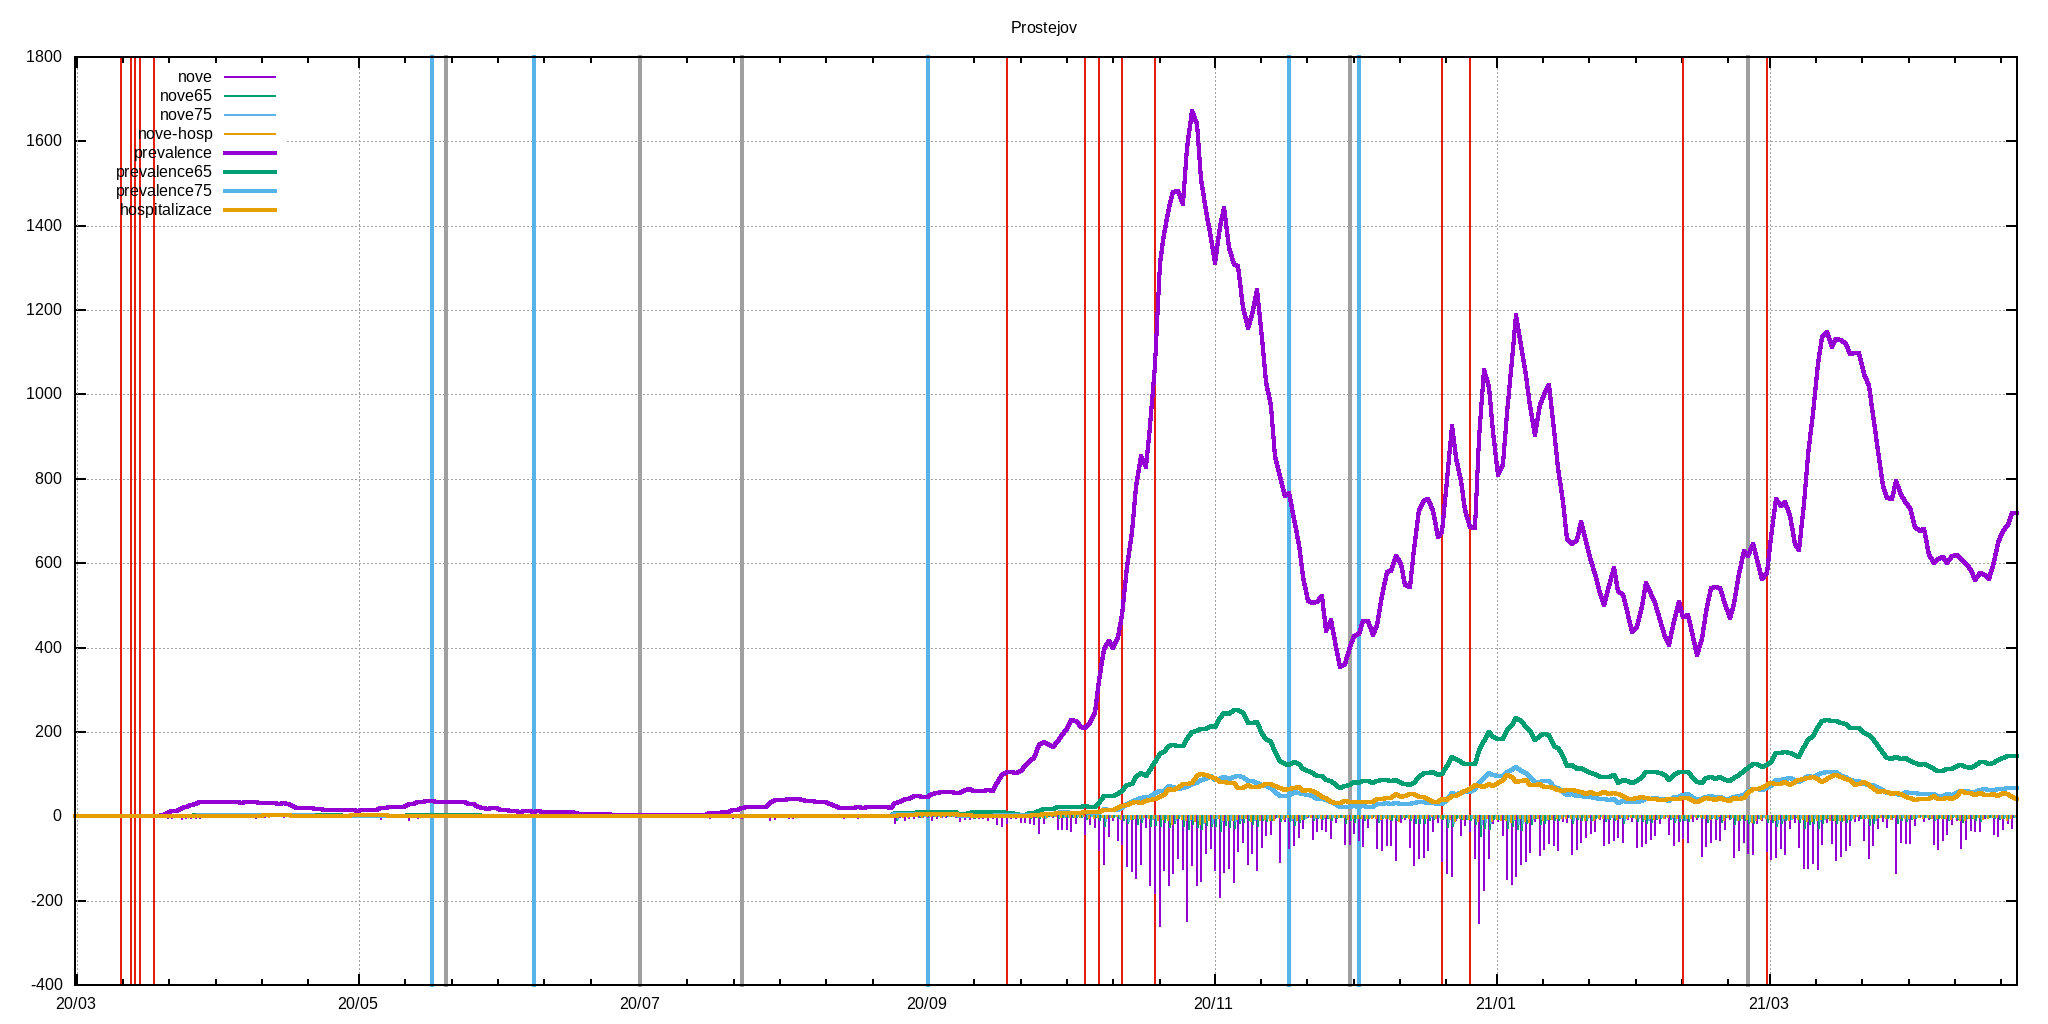 Prostejov
1800
1600
1400
1200
1000
800
600
400
200
0
-200
-400
nove
nove65
nove75
nove-hosp
prevalence
prevalence65
prevalence75
hospitalizace
20/03
20/05
20/07
20/09
20/11
21/01
21/03